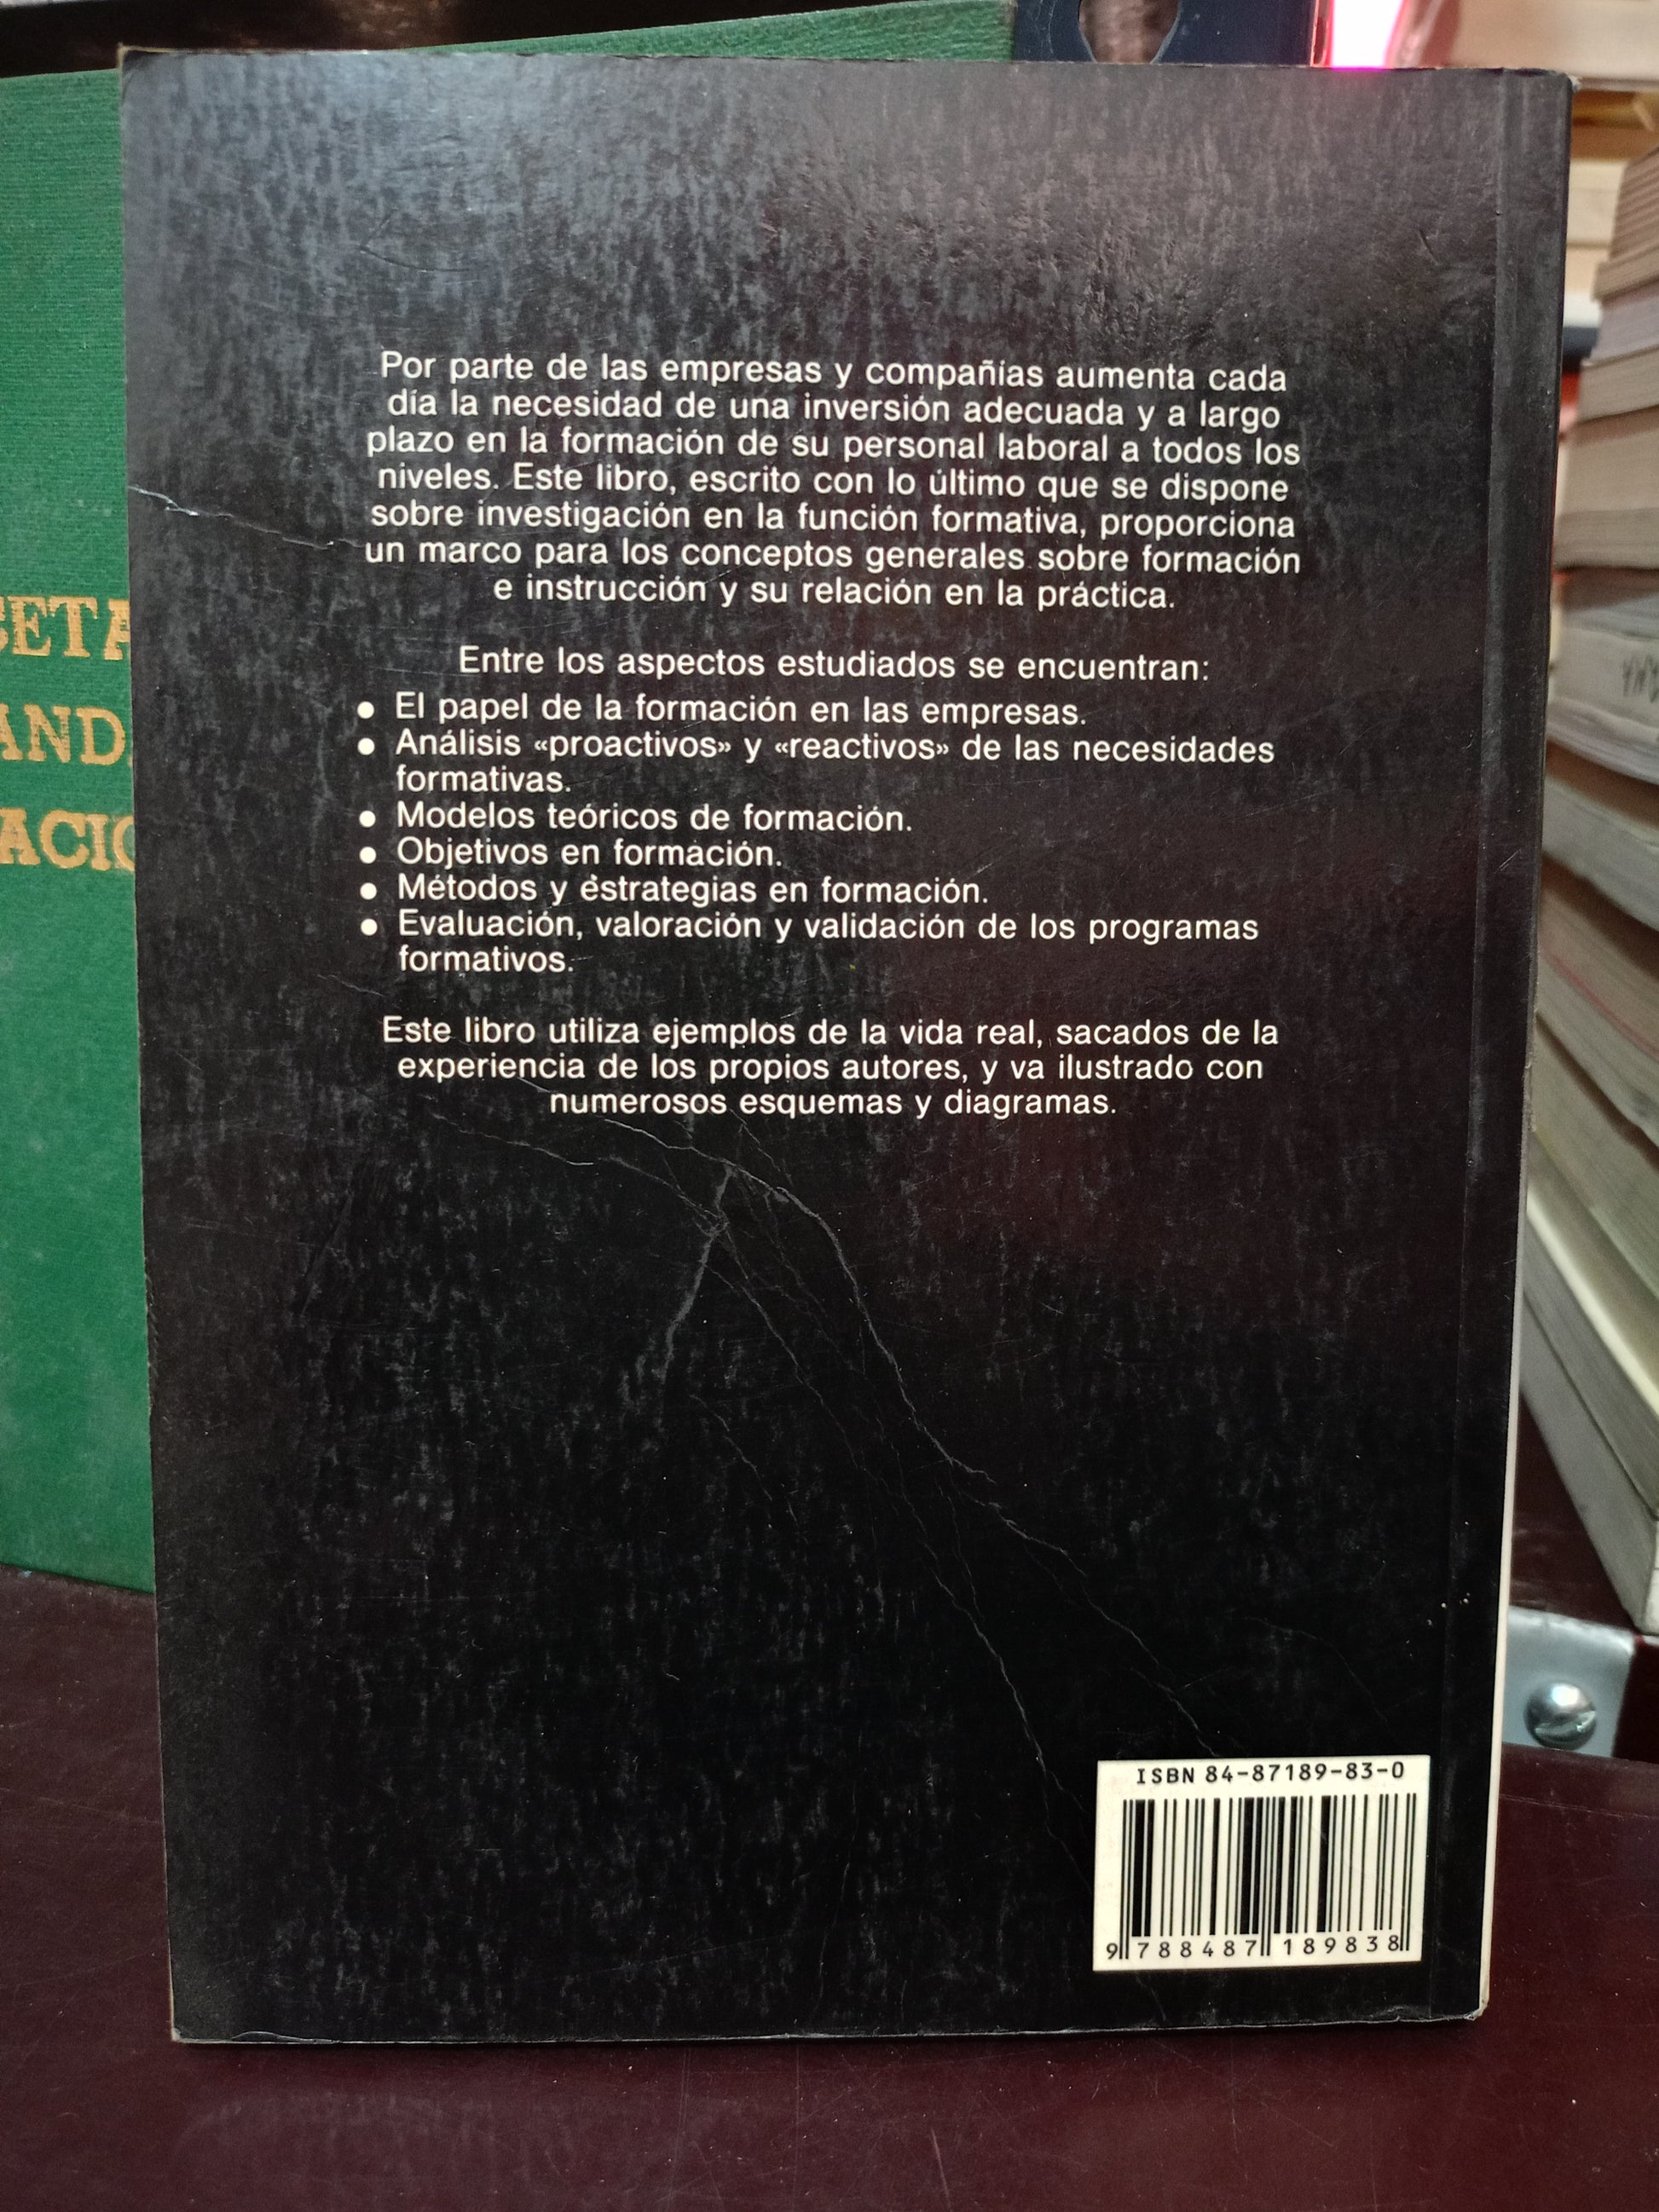 Por parte de las empresas y compañías aumenta cada
día la necesidad de una inversión adecuada y a largo
plazo en la formación de su personal laboral a todos los
niveles. Este libro, escrito con lo último que se dispone
sobre investigación en la función formativa, proporciona
un marco para los conceptos generales sobre formación
e instrucción y su relación en la práctica.
Entre los aspectos estudiados se encuentran:
● El papel de la formación en las empresas.
● Análisis «proactivos» y «reactivos» de las necesidades
formativas.
● Modelos teóricos de formación.
● Objetivos en formación.
● Métodos y estrategias en formación.
● Evaluación, valoración y validación de los programas
formativos.
Este libro utiliza ejemplos de la vida real, sacados de la
experiencia de los propios autores, y va ilustrado con
numerosos esquemas y diagramas.
ISBN 84-87189-83-0
9 788487 189838